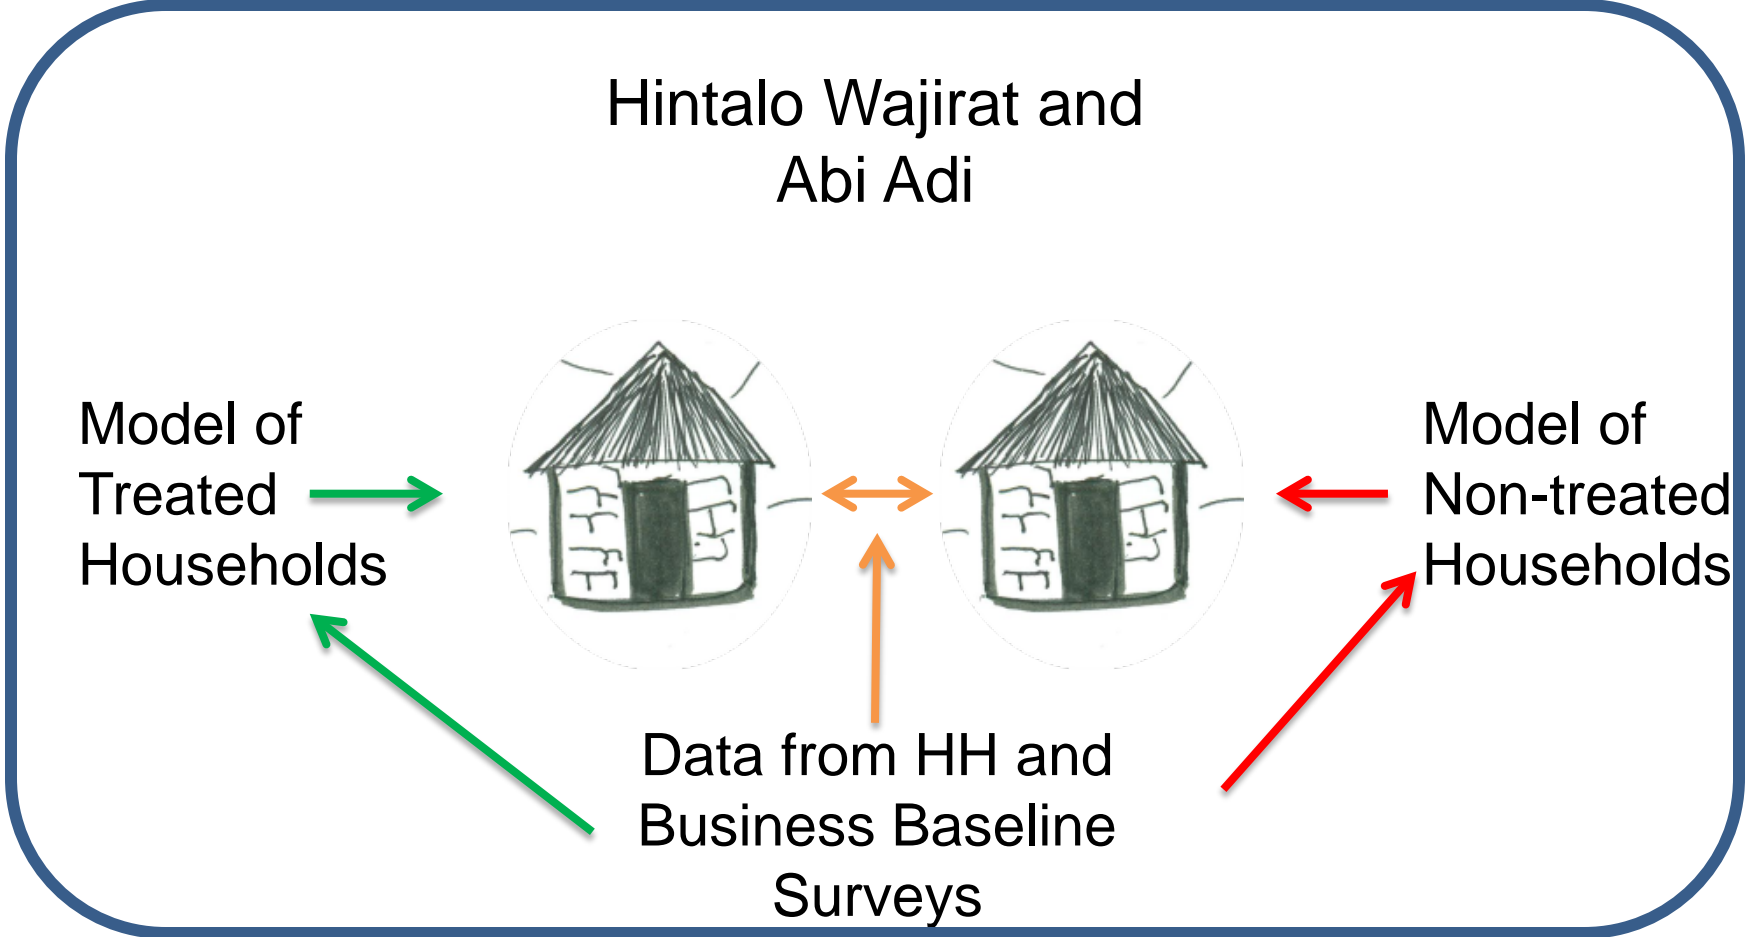 Hintalo Wajirat and
Abi Adi
Model of
Treated
Households
Model of
Non-treated
Households
Data from HH and
Business Baseline
Surveys